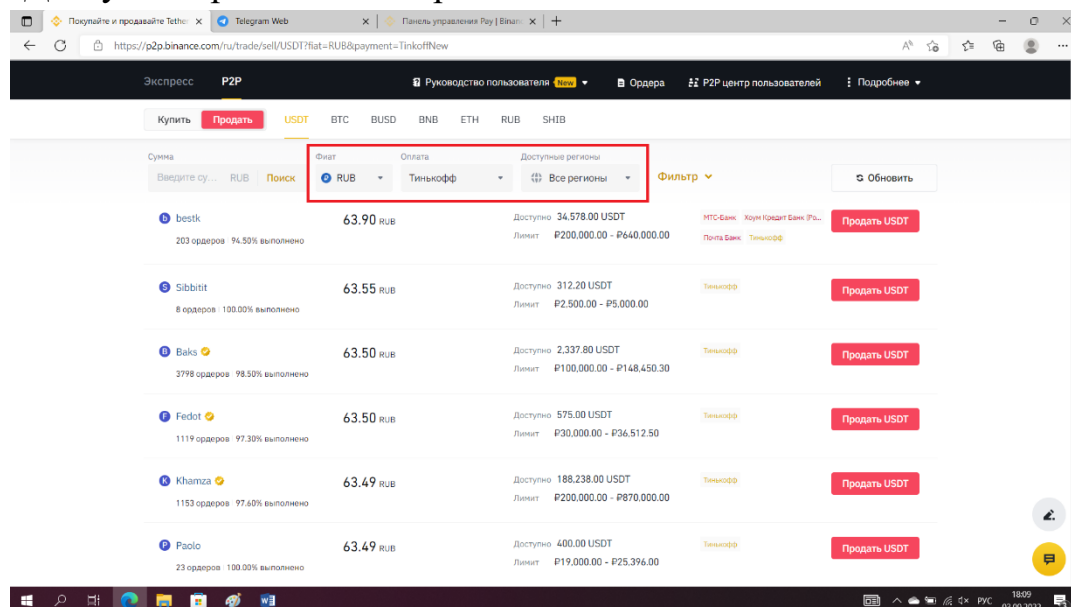 Покупайте и продавайте Tether
Telegram Web
Панель управления Pay | Binanc
https://p2p.binance.com/ru/trade/sell/USDT?fiat=RUB&payment=TinkoffNew
Экспресс P2P Руководство пользователя New Ордера P2P центр пользователей Подробнее
Купить Продать USDT BTC BUSD BNB ETH RUB SHIB
Сумма Фиат Оплата Доступные регионы
Введите су... RUB Поиск RUB Тинькофф Все регионы Фильтр Обновить
B bestk 63.90 RUB Доступно 34,578.00 USDT МТС-Банк Хоум Кредит Банк (Ро... Продать USDT
203 ордеров 94.50% выполнено Лимит ₽200,000.00 - ₽640,000.00 Почта Банк Тинькофф
S Sibbitit 63.55 RUB Доступно 312.20 USDT Тинькофф Продать USDT
8 ордеров 100.00% выполнено Лимит ₽2,500.00 - ₽5,000.00
B Baks 63.50 RUB Доступно 2,337.80 USDT Тинькофф Продать USDT
3798 ордеров 98.50% выполнено Лимит ₽100,000.00 - ₽148,450.30
F Fedot 63.50 RUB Доступно 575.00 USDT Тинькофф Продать USDT
1119 ордеров 97.30% выполнено Лимит ₽30,000.00 - ₽36,512.50
K Khamza 63.49 RUB Доступно 188,238.00 USDT Тинькофф Продать USDT
1153 ордеров 97.60% выполнено Лимит ₽200,000.00 - ₽870,000.00
P Paolo 63.49 RUB Доступно 400.00 USDT Тинькофф Продать USDT
23 ордеров 100.00% выполнено Лимит ₽19,000.00 - ₽25,396.00
РУС 18:09